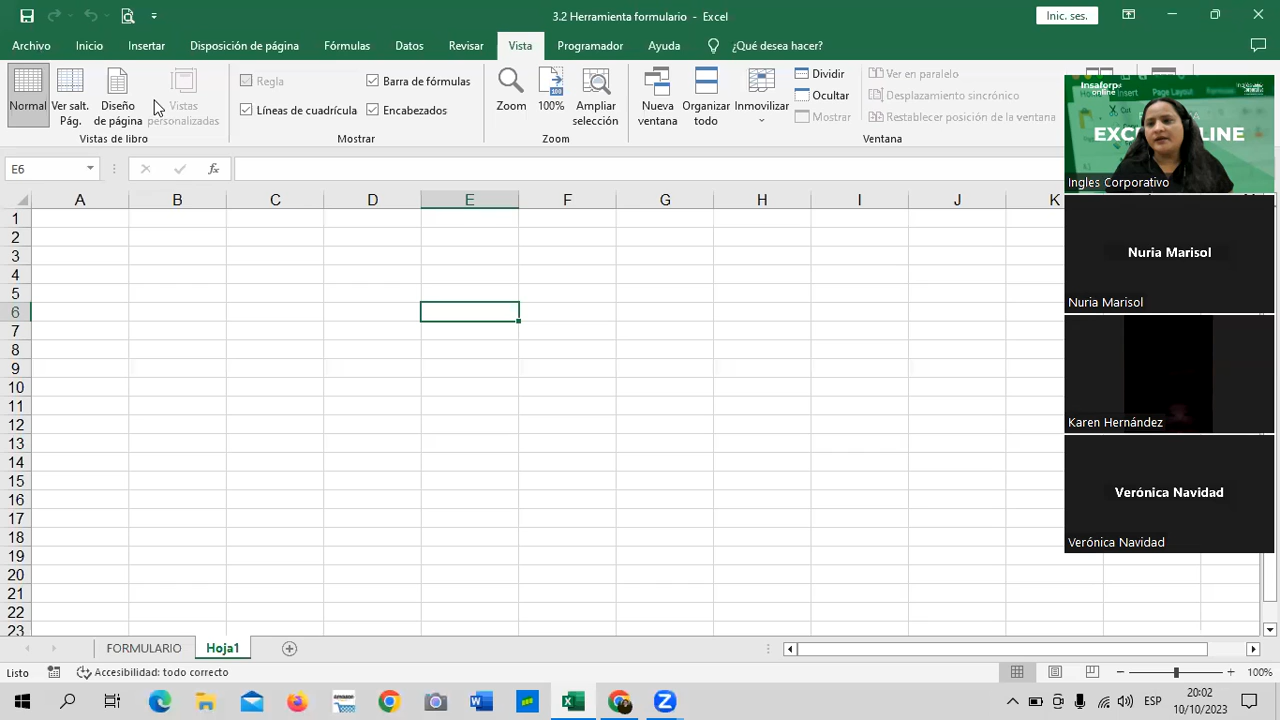 3.2 Herramienta formulario - Excel
Inic. ses.
Archivo Inicio Insertar Disposición de página Fórmulas Datos Revisar Vista Programador Ayuda ¿Qué desea hacer?
Normal
Ver salt. Pág.
Diseño de página
Vistas personalizadas
Vistas de libro
Regla
Barra de fórmulas
Líneas de cuadrícula
Encabezados
Mostrar
Zoom
100%
Ampliar selección
Zoom
Nueva ventana
Organizar todo
Inmovilizar
Dividir
Ocultar
Mostrar
Ver en paralelo
Desplazamiento sincrónico
Restablecer posición de la ventana
Ventana
E6
fx
A B C D E F G H I J K
1
2
3
4
5
6
7
8
9
10
11
12
13
14
15
16
17
18
19
20
21
22
23
Insaforp
online
Insert Page Layout
Ingles Corporativo
Nuria Marisol
Nuria Marisol
Karen Hernández
Verónica Navidad
Verónica Navidad
FORMULARIO Hoja1
Listo Accesibilidad: todo correcto 100%
ESP
20:02
10/10/2023